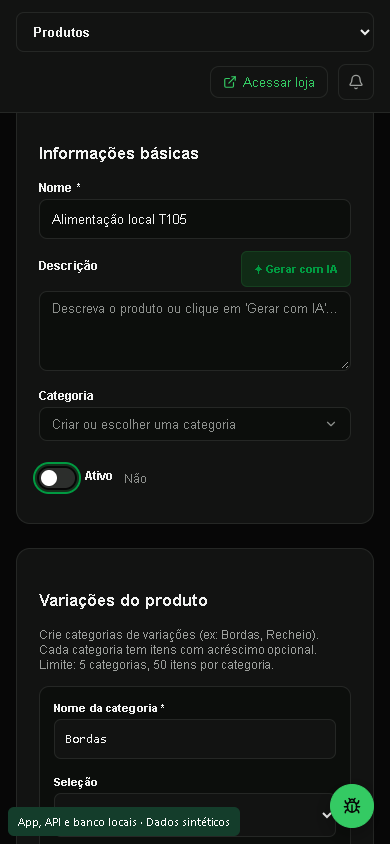 Produtos
Acessar loja
Informações básicas
Nome *
Alimentação local T105
Descrição
Gerar com IA
Descreva o produto ou clique em 'Gerar com IA'...
Categoria
Criar ou escolher uma categoria
Ativo Não
Variações do produto
Crie categorias de variações (ex: Bordas, Recheio).
Cada categoria tem itens com acréscimo opcional.
Limite: 5 categorias, 50 itens por categoria.
Nome da categoria *
Bordas
Seleção
App, API e banco locais · Dados sintéticos